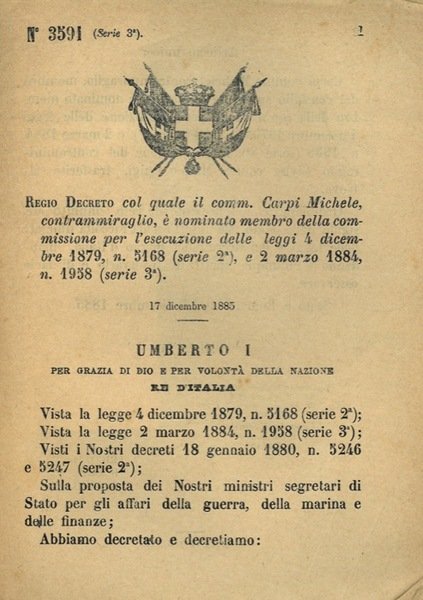 N° 3591 (Serie 3ª). 1
REGIO DECRETO col quale il comm. Carpi Michele,
contrammiraglio, è nominato membro della com-
missione per l'esecuzione delle leggi 4 dicem-
bre 1879, n. 5168 (serie 2ª), e 2 marzo 1884,
n. 1958 (serie 3ª).
17 dicembre 1885
UMBERTO I
PER GRAZIA DI DIO E PER VOLONTÀ DELLA NAZIONE
RE D'ITALIA
Vista la legge 4 dicembre 1879, n. 5168 (serie 2ª);
Vista la legge 2 marzo 1884, n. 1958 (serie 3ª);
Visti i Nostri decreti 18 gennaio 1880, n. 5246
e 5247 (serie 2ª);
Sulla proposta dei Nostri ministri segretari di
Stato per gli affari della guerra, della marina e
delle finanze;
Abbiamo decretato e decretiamo: